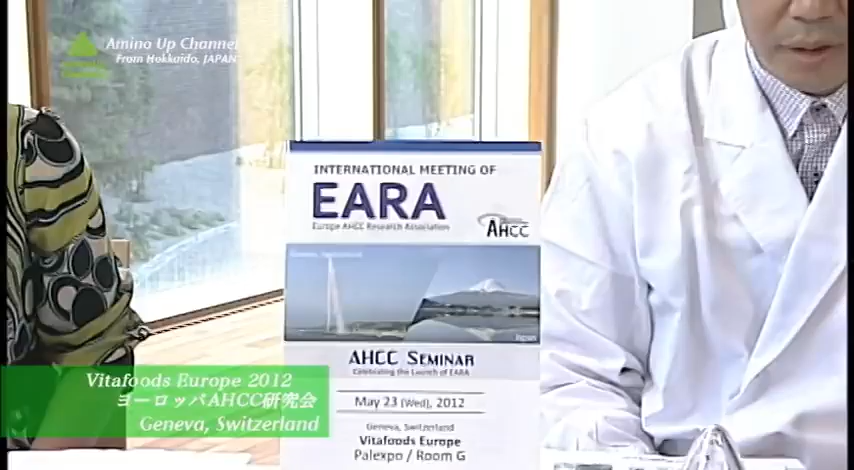 Amino Up Channel
From Hokkaido, JAPAN
INTERNATIONAL MEETING OF
EARA
Europe AHCC Research Association
AHCC
Japan
AHCC SEMINAR
Celebrating the Launch of EARA
May 23 (Wed), 2012
Geneva, Switzerland
Vitafoods Europe
Palexpo / Room G
Vitafoods Europe 2012
ヨーロッパAHCC研究会
Geneva, Switzerland